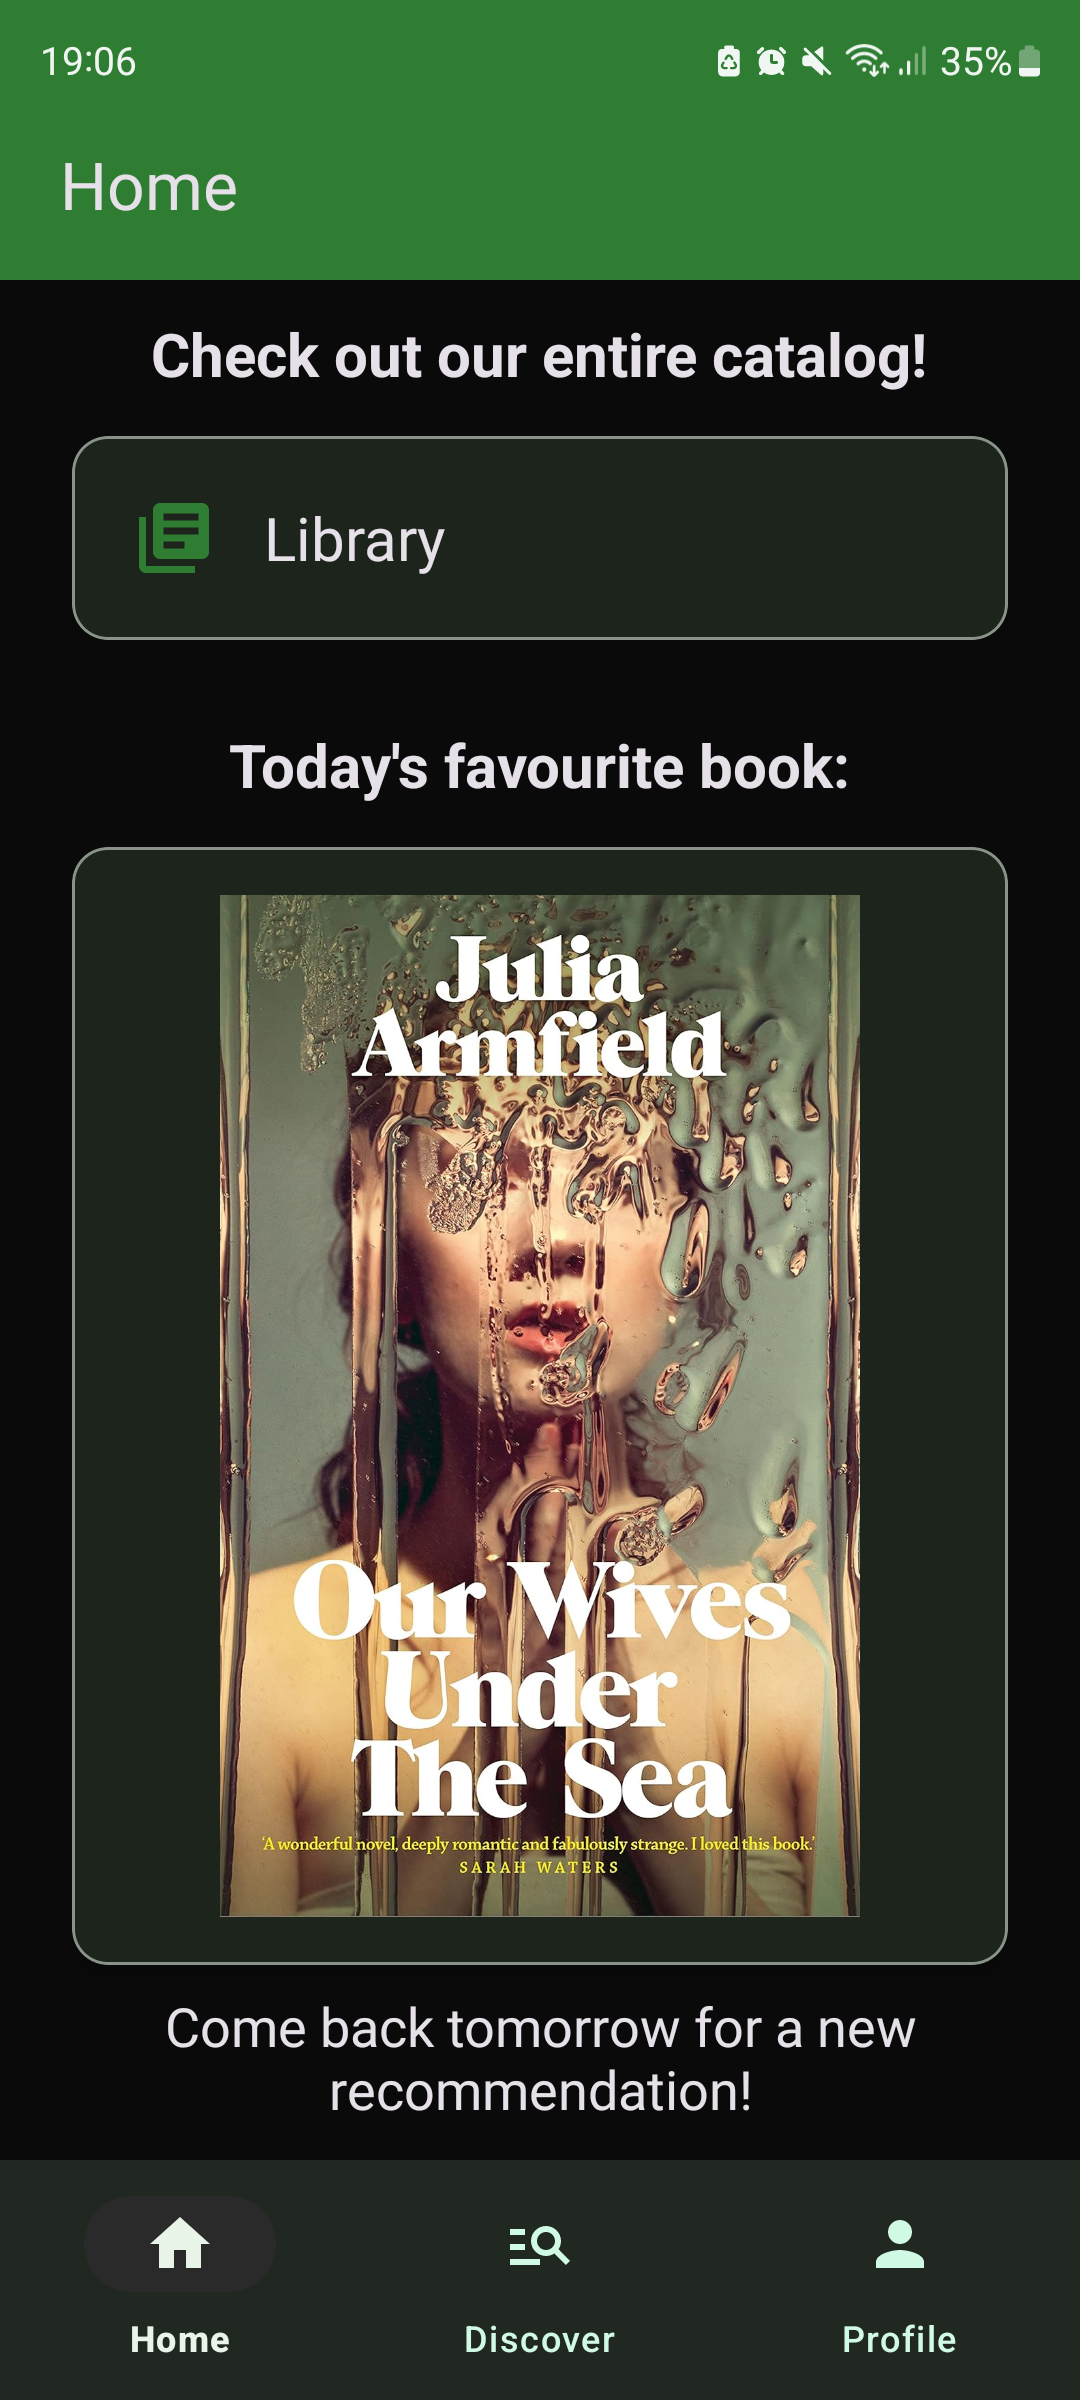 19:06
35%
Home
Check out our entire catalog!
Library
Today's favourite book:
Julia
Armfield
Our Wives
Under
The Sea
'A wonderful novel, deeply romantic and fabulously strange. I loved this book.'
SARAH WATERS
Come back tomorrow for a new
recommendation!
Home
Discover
Profile